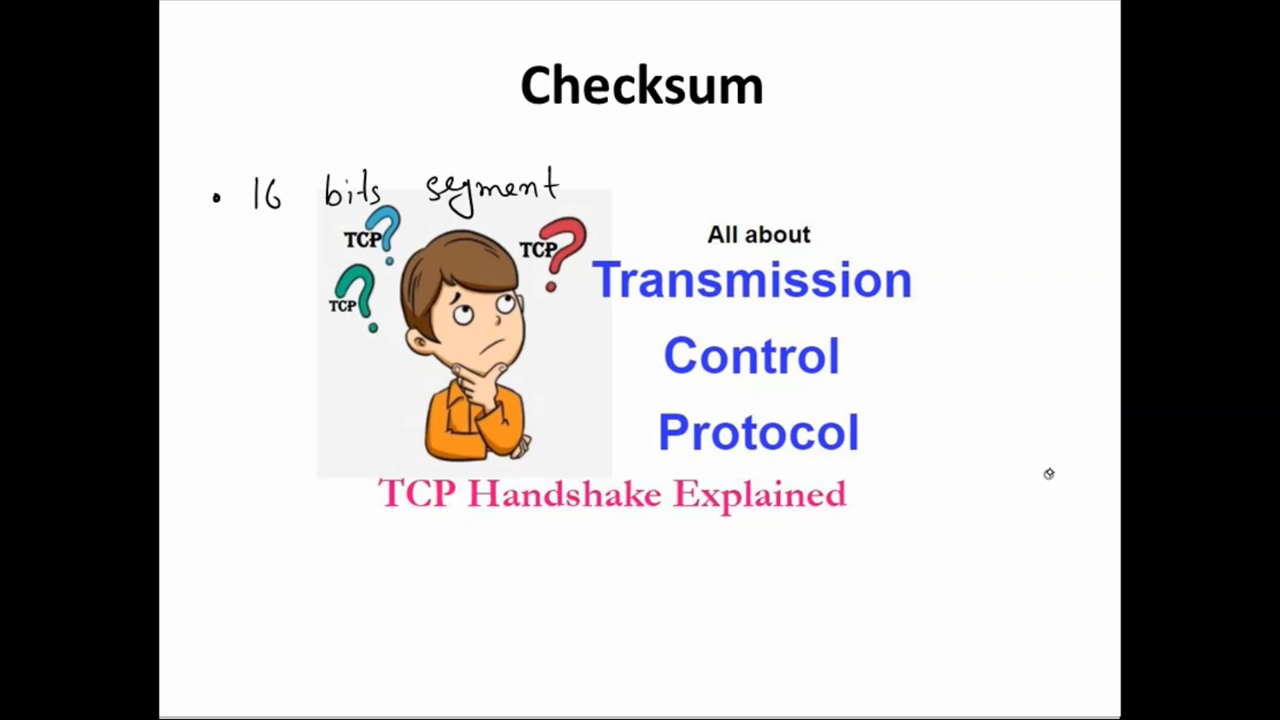 Checksum
• 16 bits segment
TCP?
TCP?
TCP?
All about
Transmission
Control
Protocol
TCP Handshake Explained